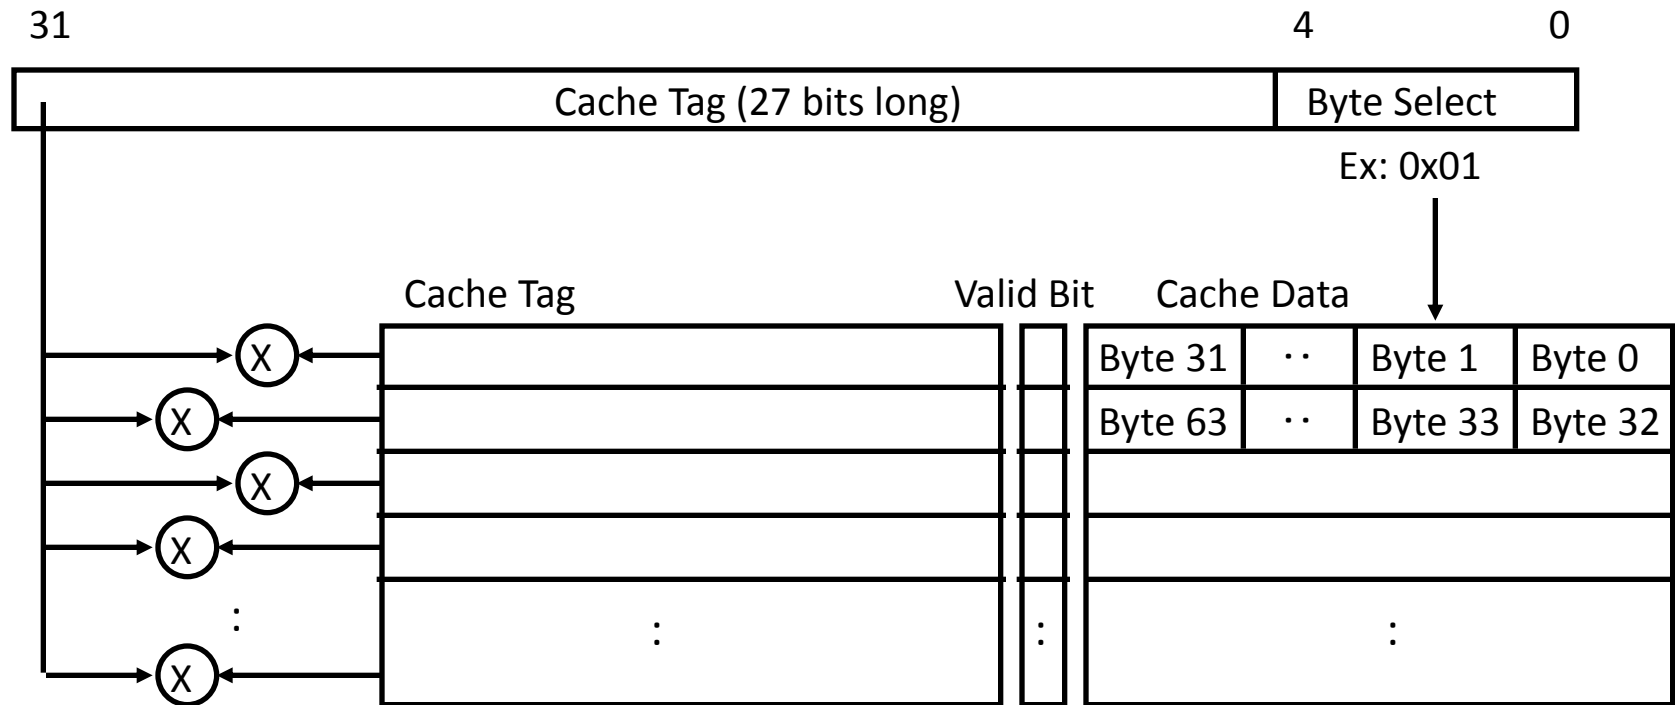 31 4 0
Cache Tag (27 bits long) Byte Select
Ex: 0x01
Cache Tag Valid Bit Cache Data
X Byte 31 ·· Byte 1 Byte 0
X Byte 63 ·· Byte 33 Byte 32
X
X
: : : :
X